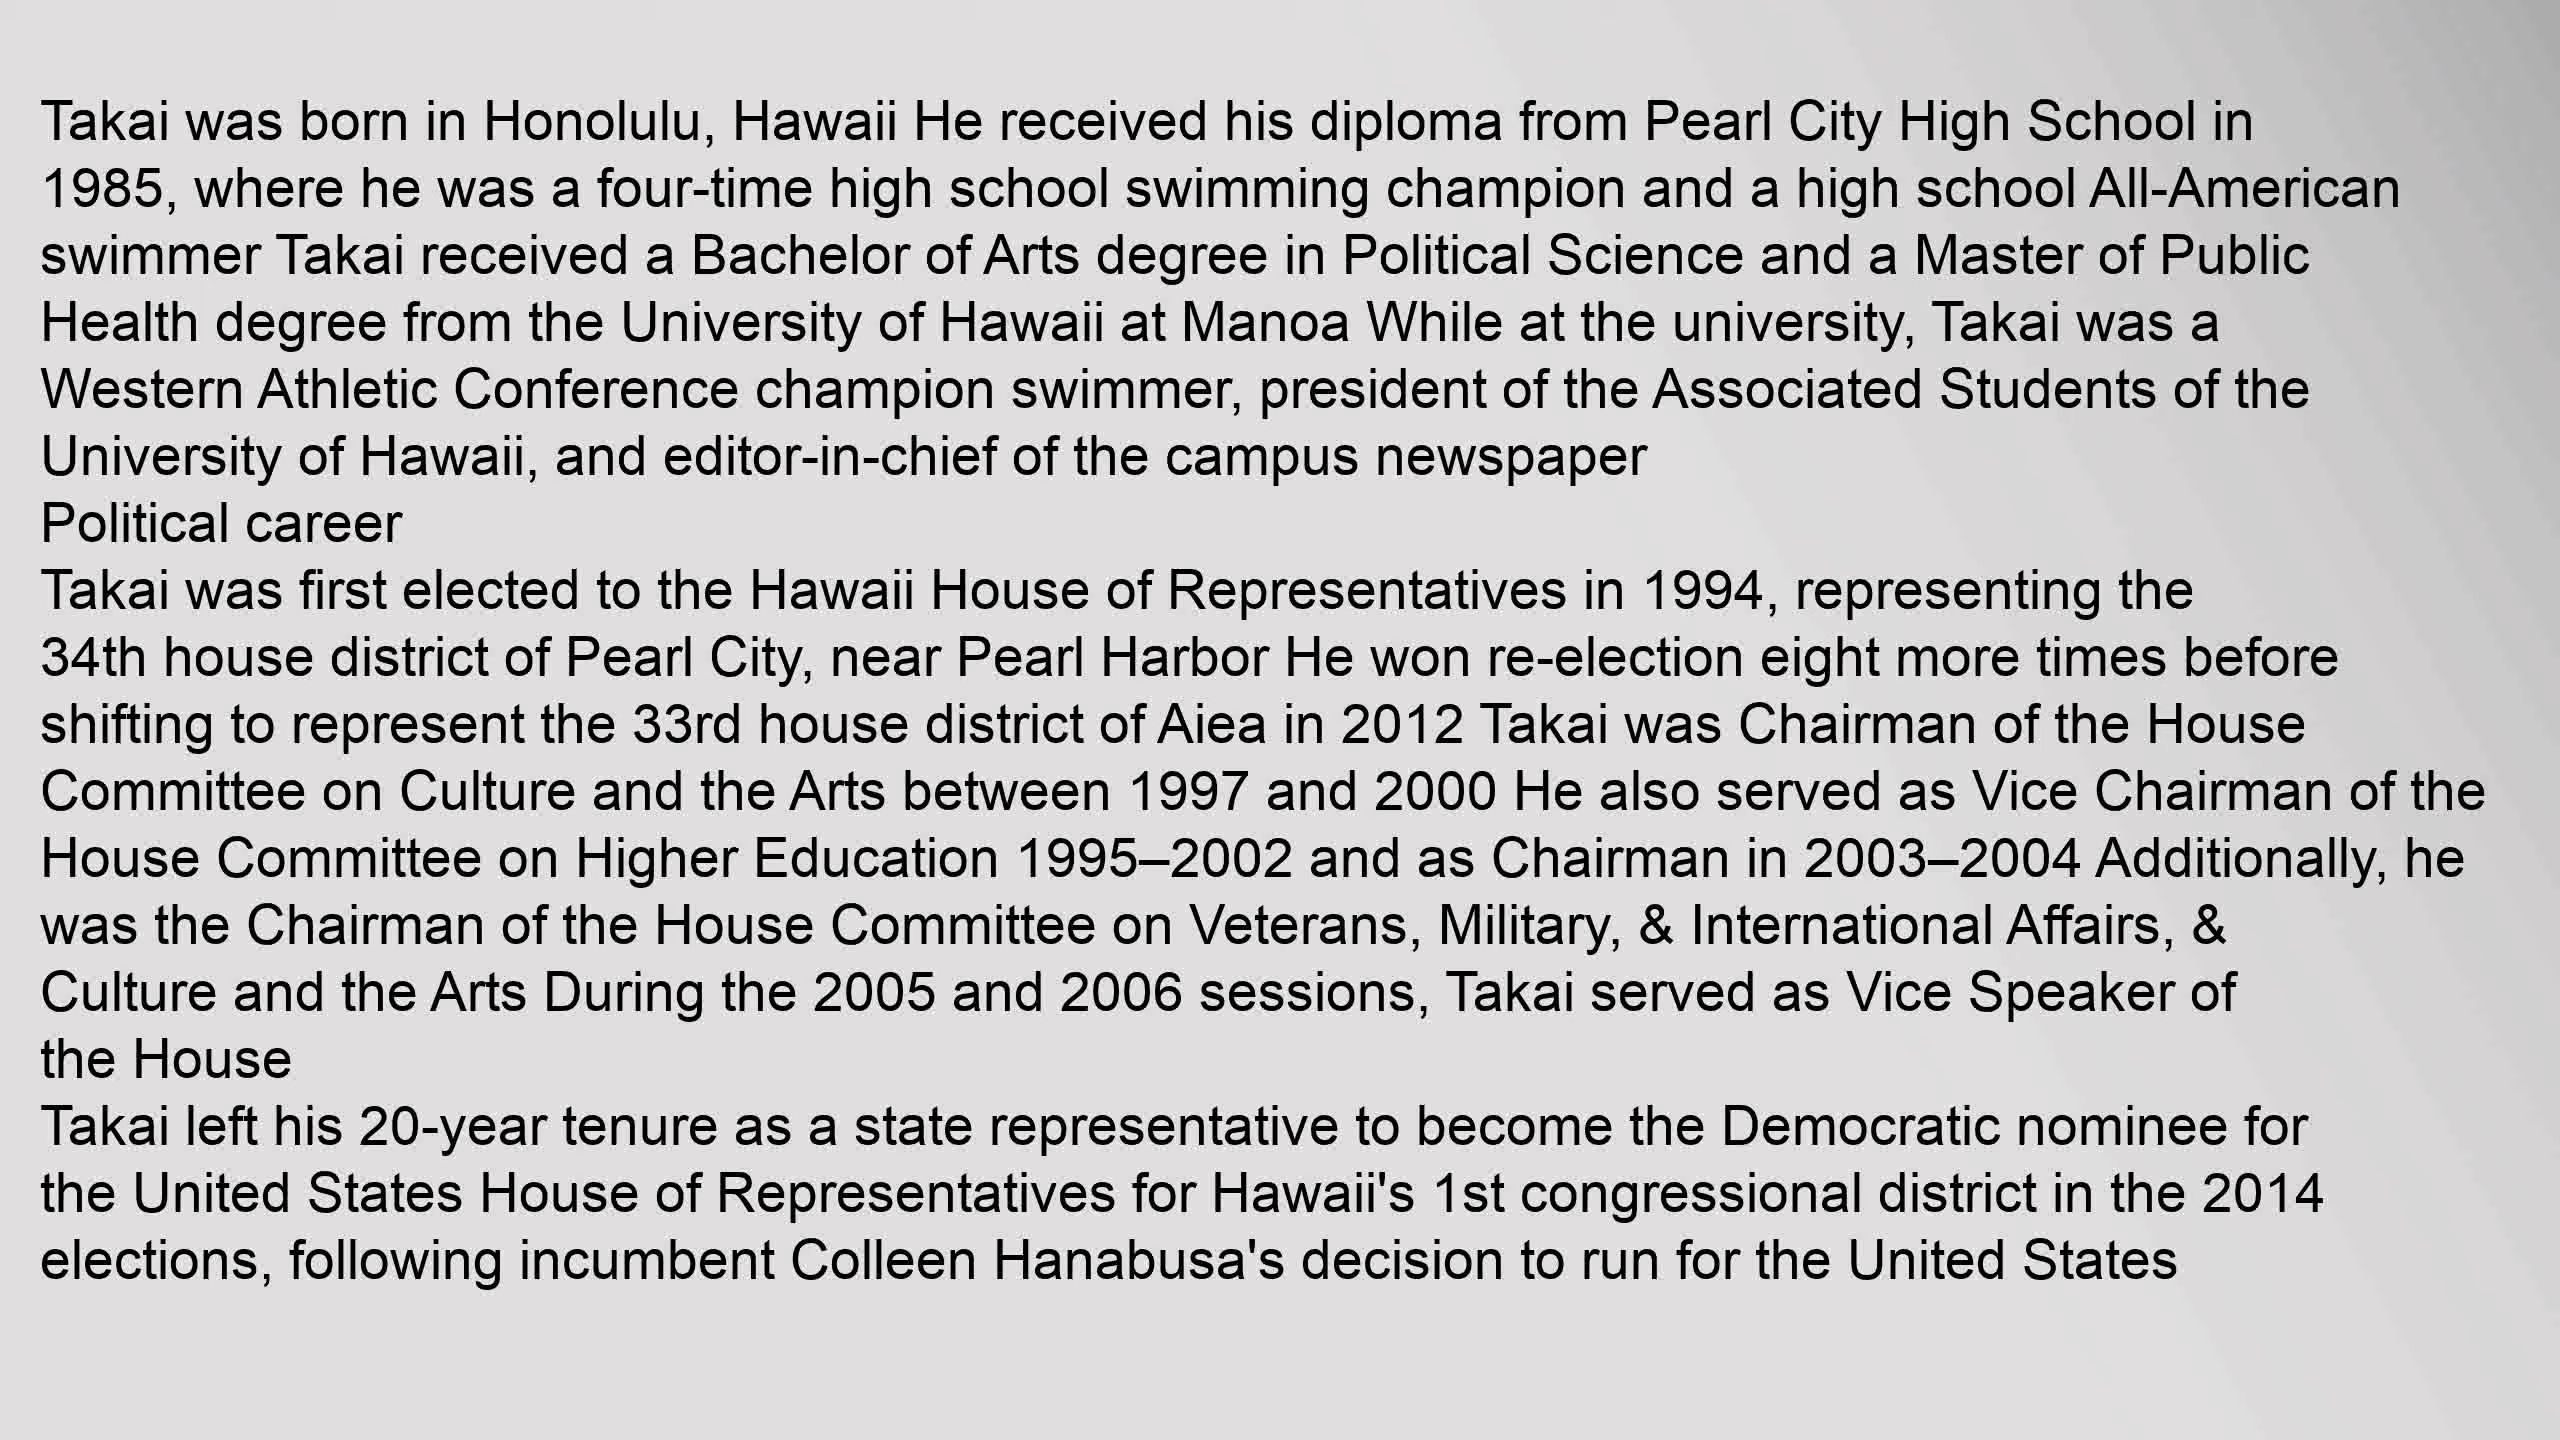 Takai was born in Honolulu, Hawaii He received his diploma from Pearl City High School in
1985, where he was a four-time high school swimming champion and a high school All-American
swimmer Takai received a Bachelor of Arts degree in Political Science and a Master of Public
Health degree from the University of Hawaii at Manoa While at the university, Takai was a
Western Athletic Conference champion swimmer, president of the Associated Students of the
University of Hawaii, and editor-in-chief of the campus newspaper
Political career
Takai was first elected to the Hawaii House of Representatives in 1994, representing the
34th house district of Pearl City, near Pearl Harbor He won re-election eight more times before
shifting to represent the 33rd house district of Aiea in 2012 Takai was Chairman of the House
Committee on Culture and the Arts between 1997 and 2000 He also served as Vice Chairman of the
House Committee on Higher Education 1995–2002 and as Chairman in 2003–2004 Additionally, he
was the Chairman of the House Committee on Veterans, Military, & International Affairs, &
Culture and the Arts During the 2005 and 2006 sessions, Takai served as Vice Speaker of
the House
Takai left his 20-year tenure as a state representative to become the Democratic nominee for
the United States House of Representatives for Hawaii's 1st congressional district in the 2014
elections, following incumbent Colleen Hanabusa's decision to run for the United States